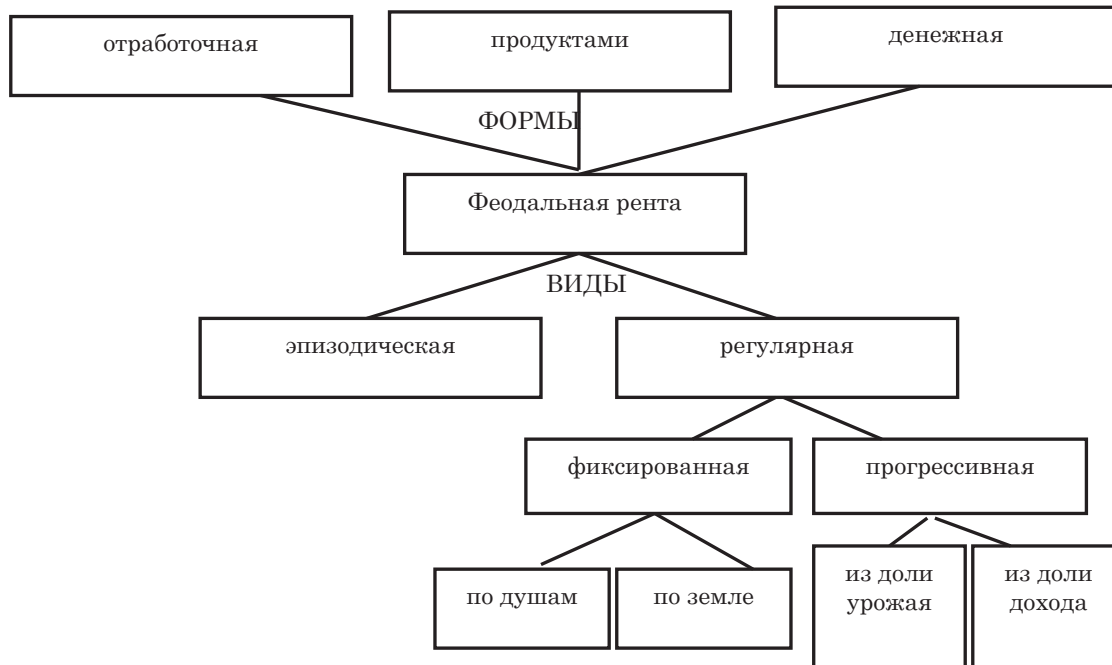 отработочная
продуктами
денежная
ФОРМЫ
Феодальная рента
ВИДЫ
эпизодическая
регулярная
фиксированная
прогрессивная
по душам
по земле
из доли
урожая
из доли
дохода